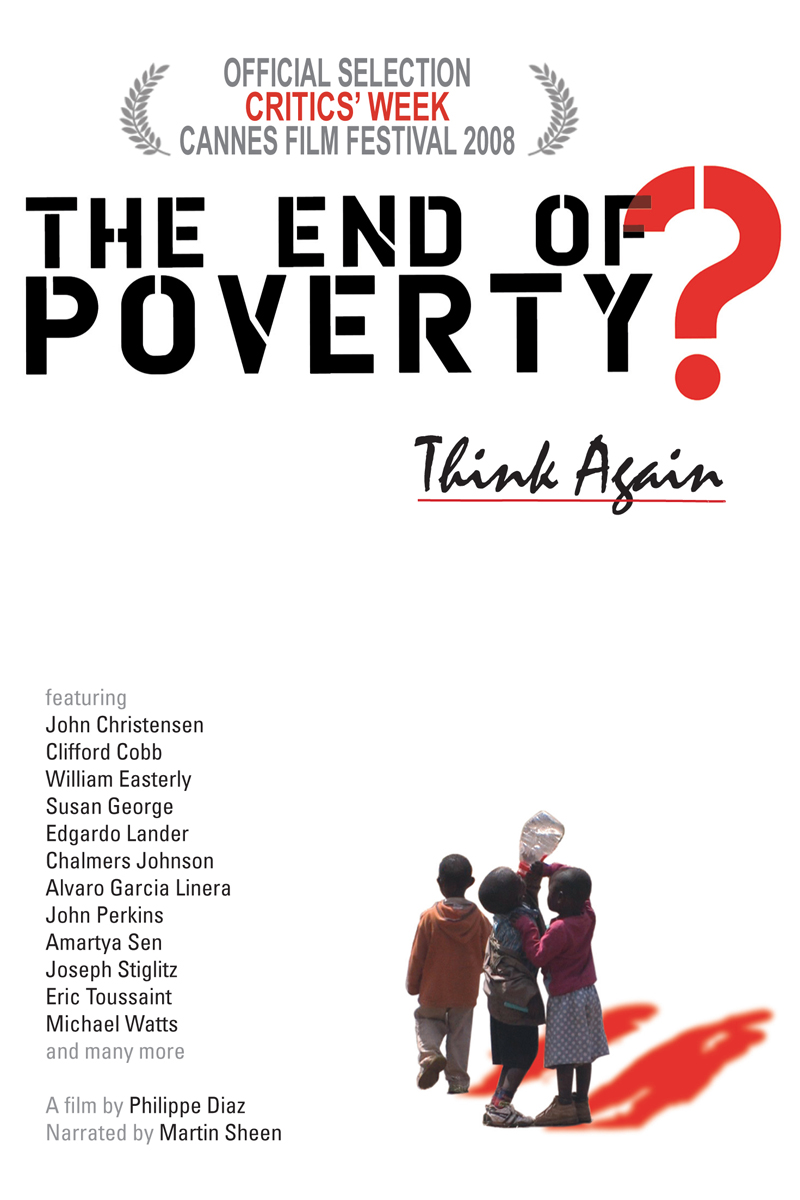 OFFICIAL SELECTION
CRITICS' WEEK
CANNES FILM FESTIVAL 2008
THE END OF
POVERTY?
Think Again
featuring
John Christensen
Clifford Cobb
William Easterly
Susan George
Edgardo Lander
Chalmers Johnson
Alvaro Garcia Linera
John Perkins
Amartya Sen
Joseph Stiglitz
Eric Toussaint
Michael Watts
and many more
A film by Philippe Diaz
Narrated by Martin Sheen